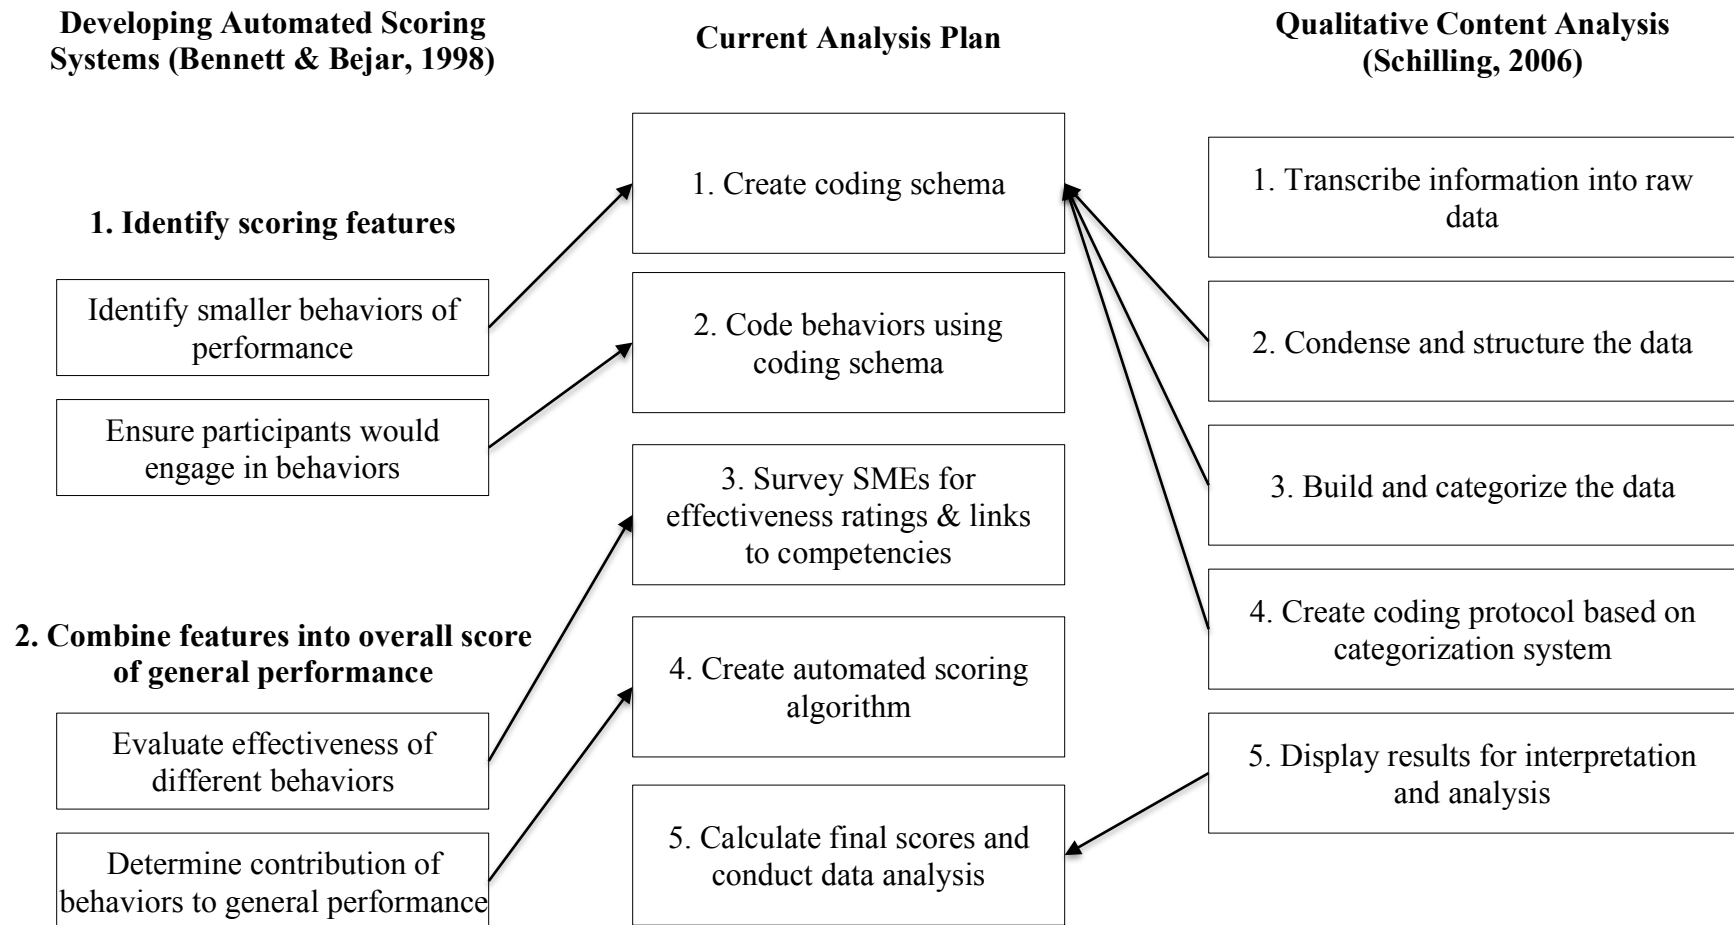 Developing Automated Scoring
Systems (Bennett & Bejar, 1998)
1. Identify scoring features
Identify smaller behaviors of
performance
Ensure participants would
engage in behaviors
2. Combine features into overall score
of general performance
Evaluate effectiveness of
different behaviors
Determine contribution of
behaviors to general performance
Current Analysis Plan
1. Create coding schema
2. Code behaviors using
coding schema
3. Survey SMEs for
effectiveness ratings & links
to competencies
4. Create automated scoring
algorithm
5. Calculate final scores and
conduct data analysis
Qualitative Content Analysis
(Schilling, 2006)
1. Transcribe information into raw
data
2. Condense and structure the data
3. Build and categorize the data
4. Create coding protocol based on
categorization system
5. Display results for interpretation
and analysis